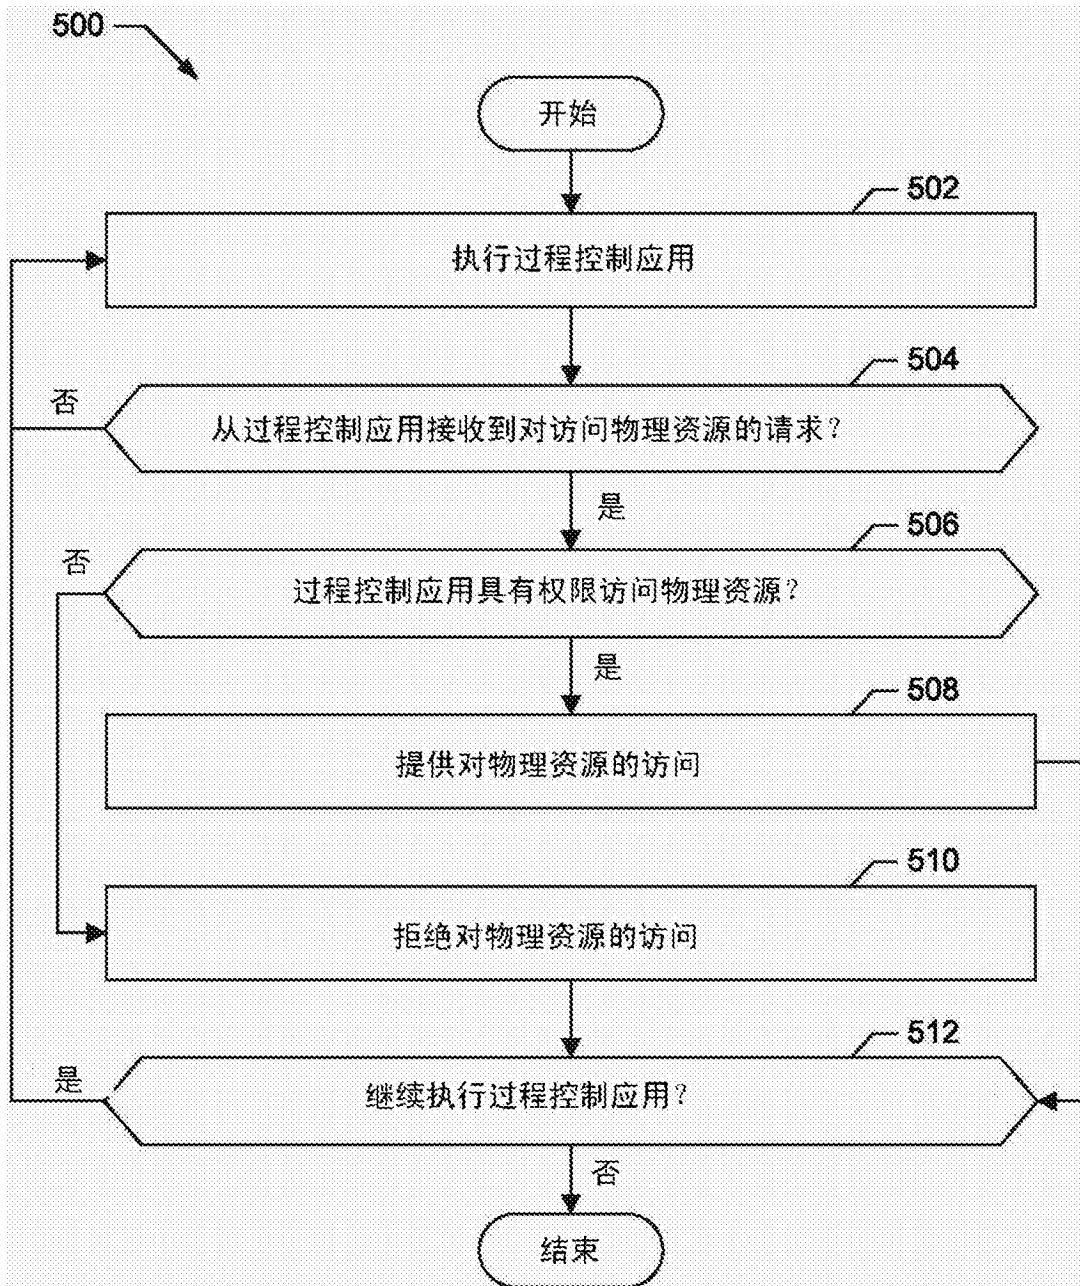 500
开始
502
执行过程控制应用
504
否
从过程控制应用接收到对访问物理资源的请求？
是
506
否
过程控制应用具有权限访问物理资源？
是
508
提供对物理资源的访问
510
拒绝对物理资源的访问
512
是
继续执行过程控制应用？
否
结束